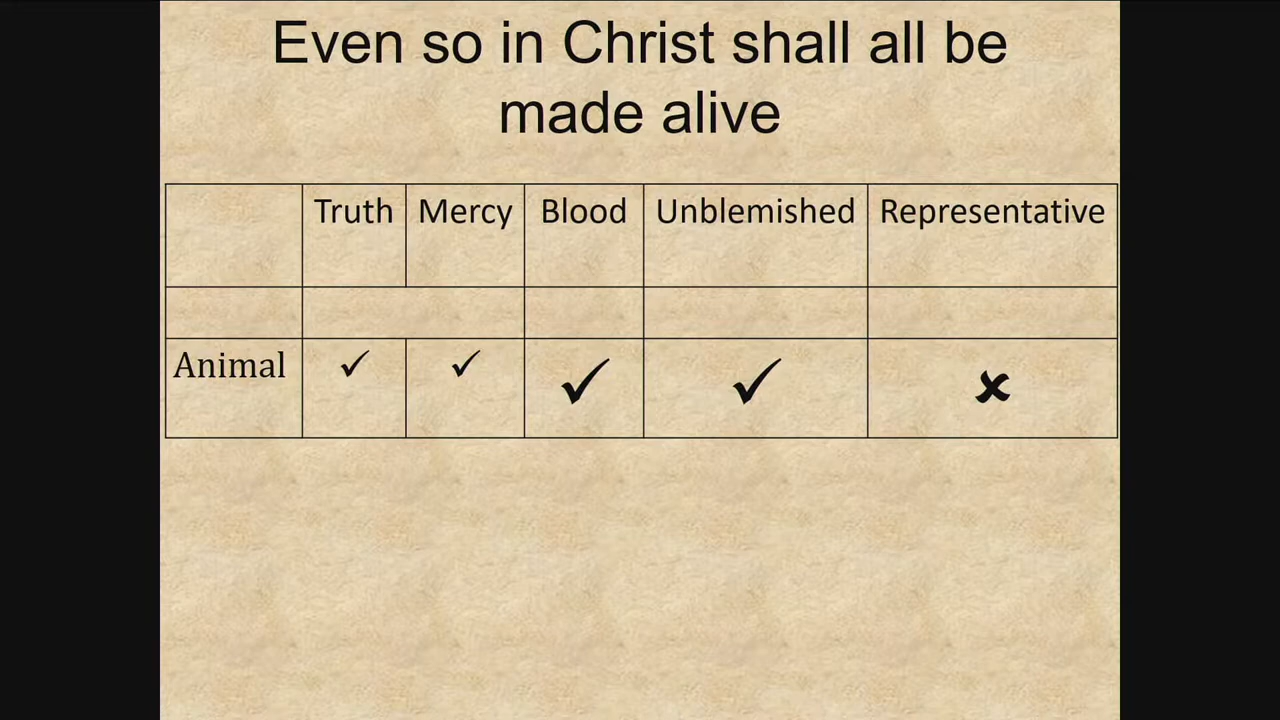 Even so in Christ shall all be
made alive
Truth Mercy Blood Unblemished Representative
Animal ✓ ✓ ✓ ✓ ✘